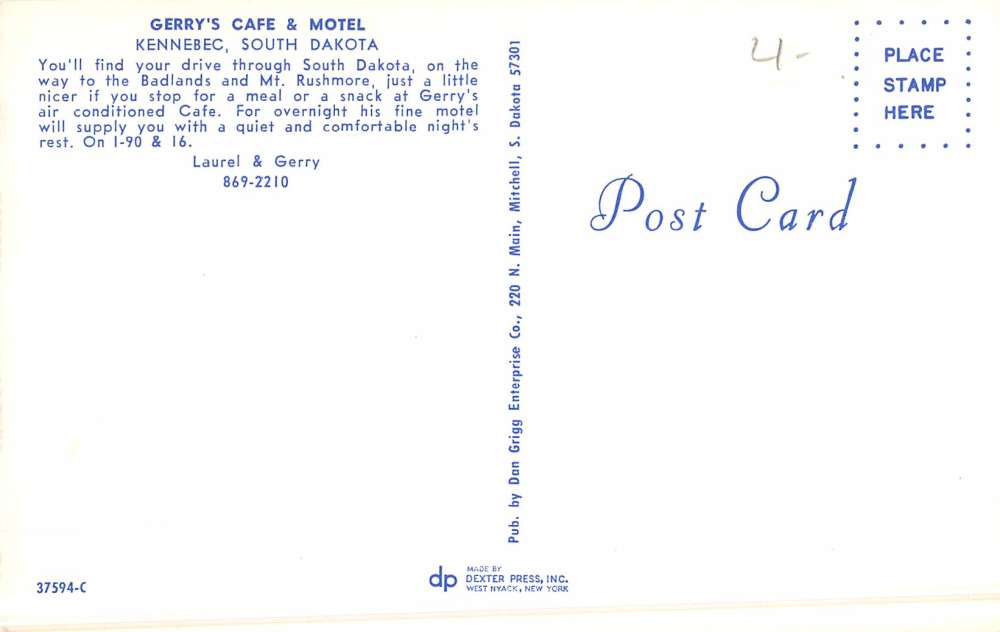 GERRY'S CAFE & MOTEL
KENNEBEC, SOUTH DAKOTA
You'll find your drive through South Dakota, on the
way to the Badlands and Mt. Rushmore, just a little
nicer if you stop for a meal or a snack at Gerry's
air conditioned Cafe. For overnight his fine motel
will supply you with a quiet and comfortable night's
rest. On I-90 & 16.
Laurel & Gerry
869-2210
37594-C
Pub. by Dan Grigg Enterprise Co., 220 N. Main, Mitchell, S. Dakota 57301
dp
MADE BY
DEXTER PRESS, INC.
WEST NYACK, NEW YORK
4-
PLACE
STAMP
HERE
Post Card